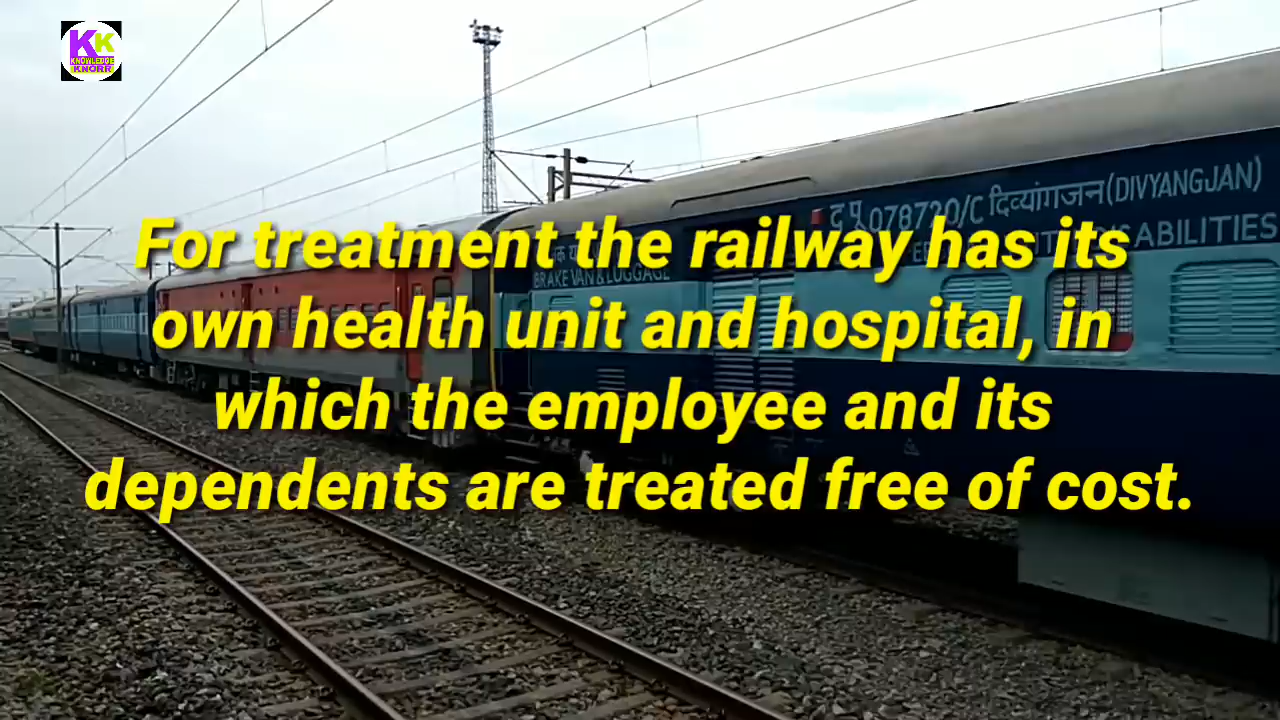 KK
KNOWLEDGE
KNORR
For treatment the railway has its
own health unit and hospital, in
which the employee and its
dependents are treated free of cost.
BRAKE VAN & LUGGAGE
/C दिव्यांगजन(DIVYANGJAN)